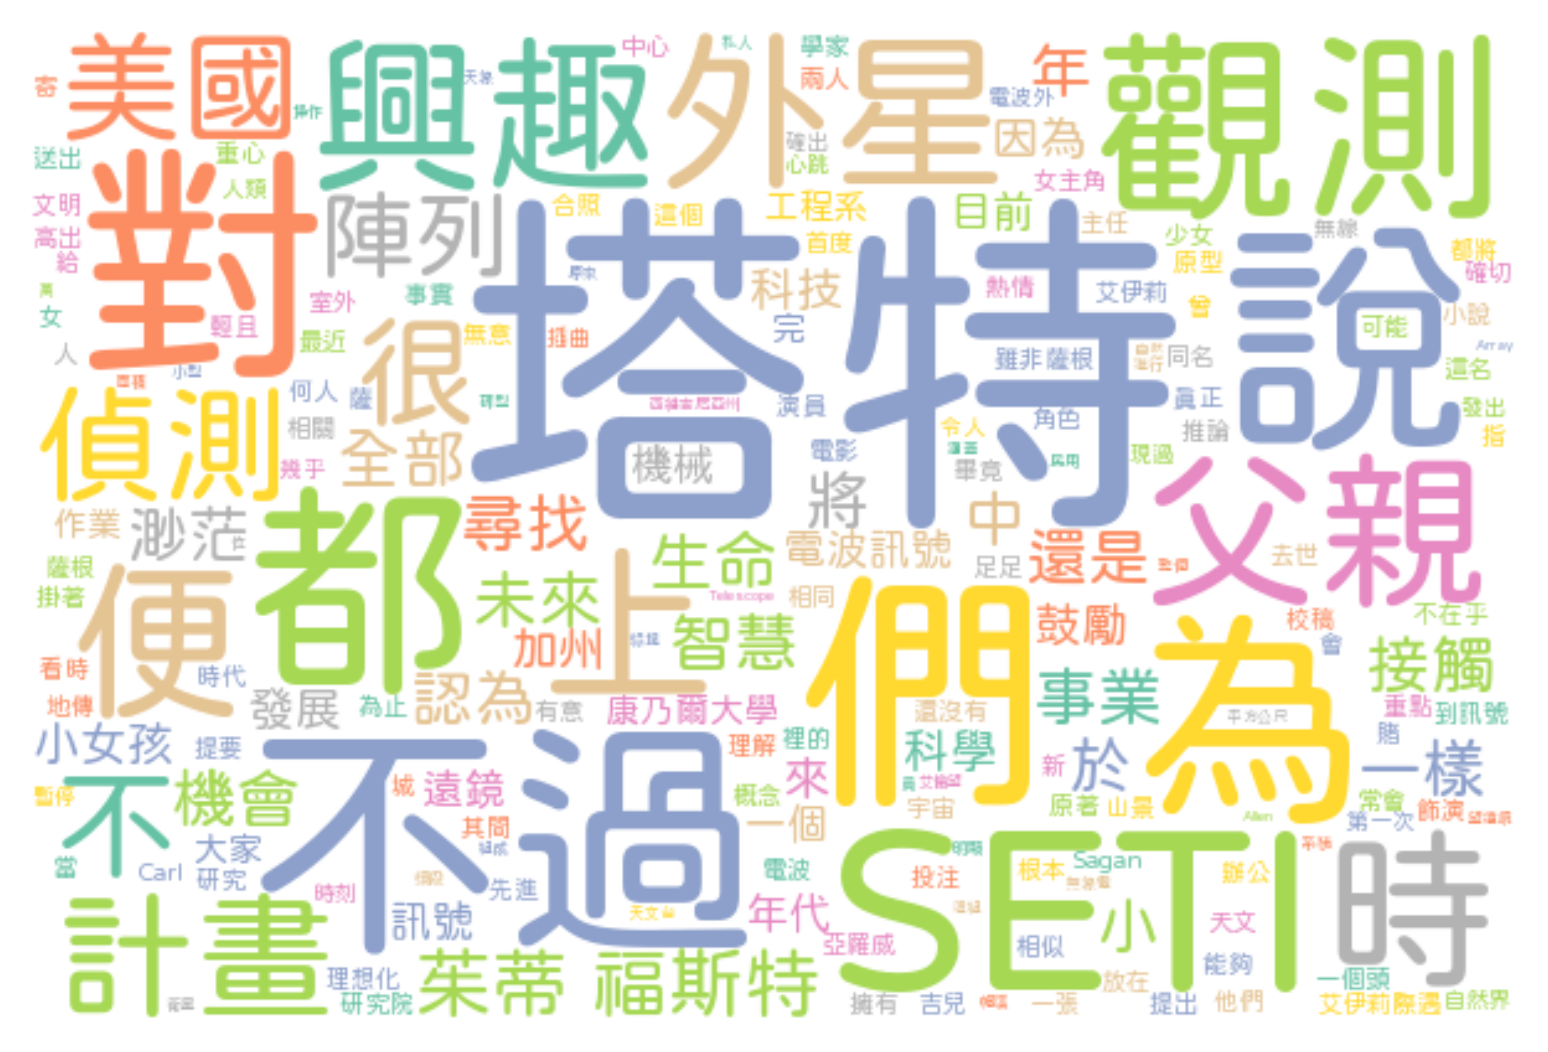 美國
興趣
外星
觀測
中心
私人
學家
兩人
年
天線
操作
電波外
確出
心跳
因為
女主角
送出
重心
人類
對
文明
高出
給
陣列
合照
這個
工程系
目前
主任
首度
少女
原型
無線
都將
確切
塔特
說
室外
事實
科技
熱情
艾伊莉
曾
小說
女
輕且
最近
很
無意
插曲
完
可能
雖非薩根
同名
Array
這名
人
偵測
何人
薩
演員
角色
真正
發出
指
相關
幾乎
全部
機械
電影
令人
推論
現過
畢竟
將
中
父親
作業
渺茫
都
尋找
生命
電波訊號
足足
還是
去世
薩根
掛著
便
未來
上
Telescope
相同
們
鼓勵
校稿
不在乎
加州
智慧
為
會
接觸
看時
時代
地傳
發展
為止
認為
有意
康乃爾大學
還沒有
事業
平方公尺
重點
到訊號
小女孩
提要
不過
理解
裡的
科學
賭
新
於
一樣
暫停
不
機會
城
遠鏡
概念
來
宇宙
原著
山景
Allen
常會
飾演
第一次
其間
一個
當
Carl
大家
研究
時刻
先進
電波
SETI
投注
根本
Sagan
辦公
時
計畫
訊號
天文台
年代
亞羅威
相似
小
天文
能夠
理想化
研究院
茱蒂
福斯特
擁有
吉兒
一張
放在
提出
他們
一個頭
艾伊莉際遇
自然界